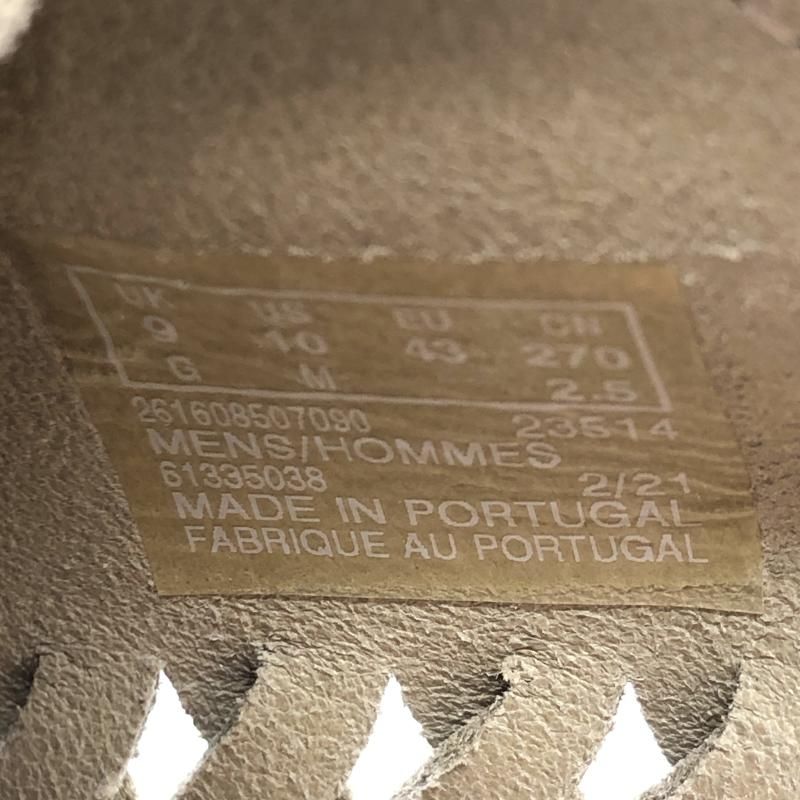 UK US EU CN
9 10 43 270
G M 2.5
261608507090 23514
MENS/HOMMES
61335038 2/21
MADE IN PORTUGAL
FABRIQUE AU PORTUGAL